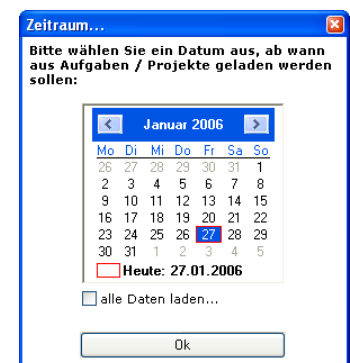 Zeitraum...
Bitte wählen Sie ein Datum aus, ab wann
aus Aufgaben / Projekte geladen werden
sollen:
Januar 2006
Mo Di Mi Do Fr Sa So
26 27 28 29 30 31 1
2 3 4 5 6 7 8
9 10 11 12 13 14 15
16 17 18 19 20 21 22
23 24 25 26 27 28 29
30 31 1 2 3 4 5
Heute: 27.01.2006
alle Daten laden...
Ok